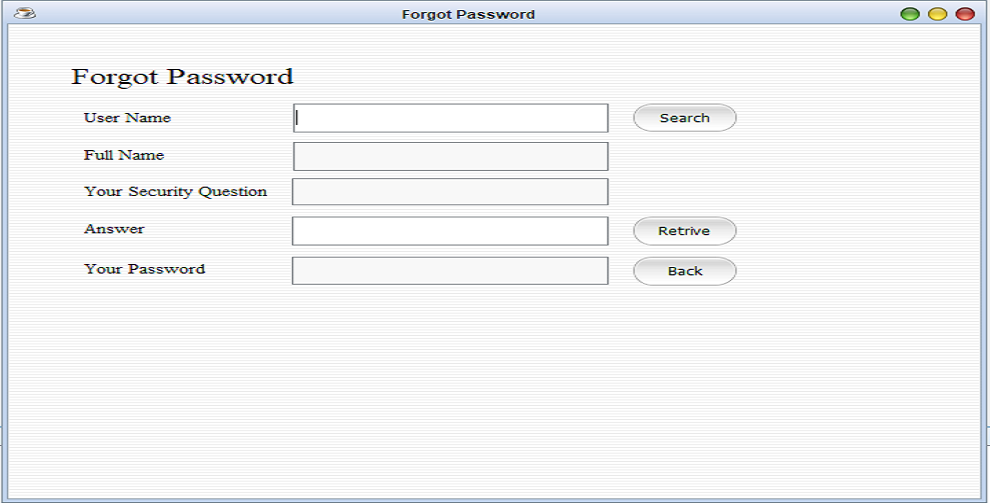 Forgot Password
Forgot Password
User Name
Search
Full Name
Your Security Question
Answer
Retrive
Your Password
Back